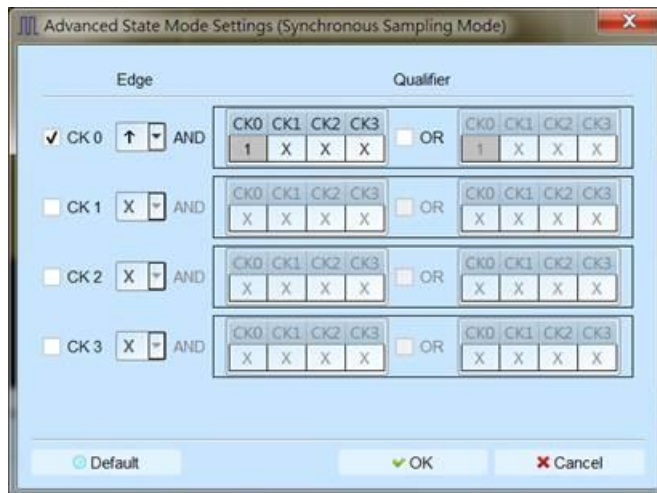 Advanced State Mode Settings (Synchronous Sampling Mode)
Edge Qualifier
CK 0 ↑ AND CK0 CK1 CK2 CK3 OR CK0 CK1 CK2 CK3
1 X X X 1 X X X
CK 1 X AND CK0 CK1 CK2 CK3 OR CK0 CK1 CK2 CK3
X X X X X X X X
CK 2 X AND CK0 CK1 CK2 CK3 OR CK0 CK1 CK2 CK3
X X X X X X X X
CK 3 X AND CK0 CK1 CK2 CK3 OR CK0 CK1 CK2 CK3
X X X X X X X X
Default OK Cancel